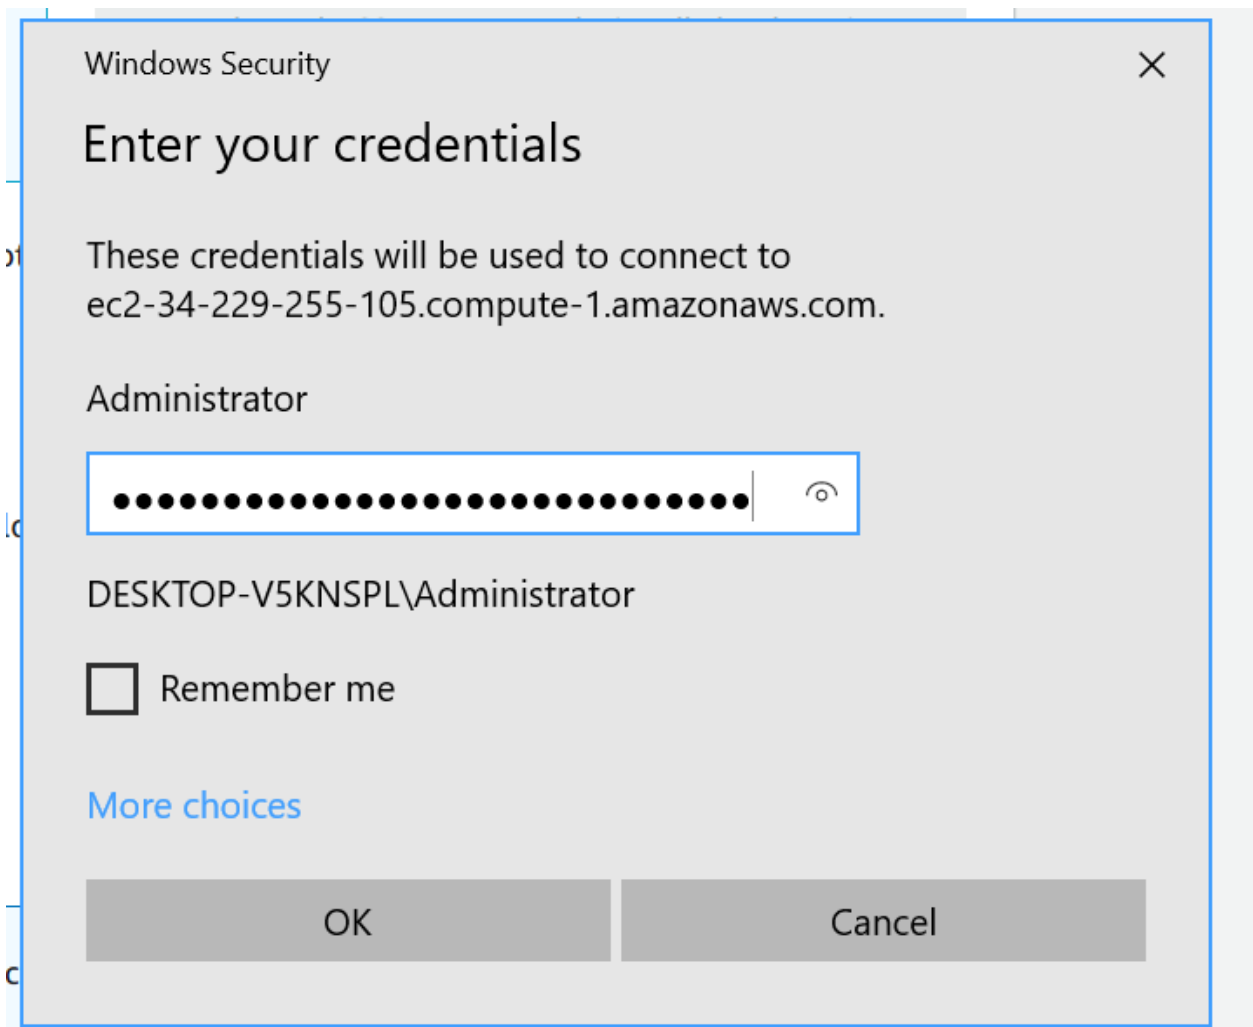 Windows Security
Enter your credentials
These credentials will be used to connect to
ec2-34-229-255-105.compute-1.amazonaws.com.
Administrator
●●●●●●●●●●●●●●●●●●●●●●●●●●●●●
DESKTOP-V5KNSPL\Administrator
Remember me
More choices
OK
Cancel